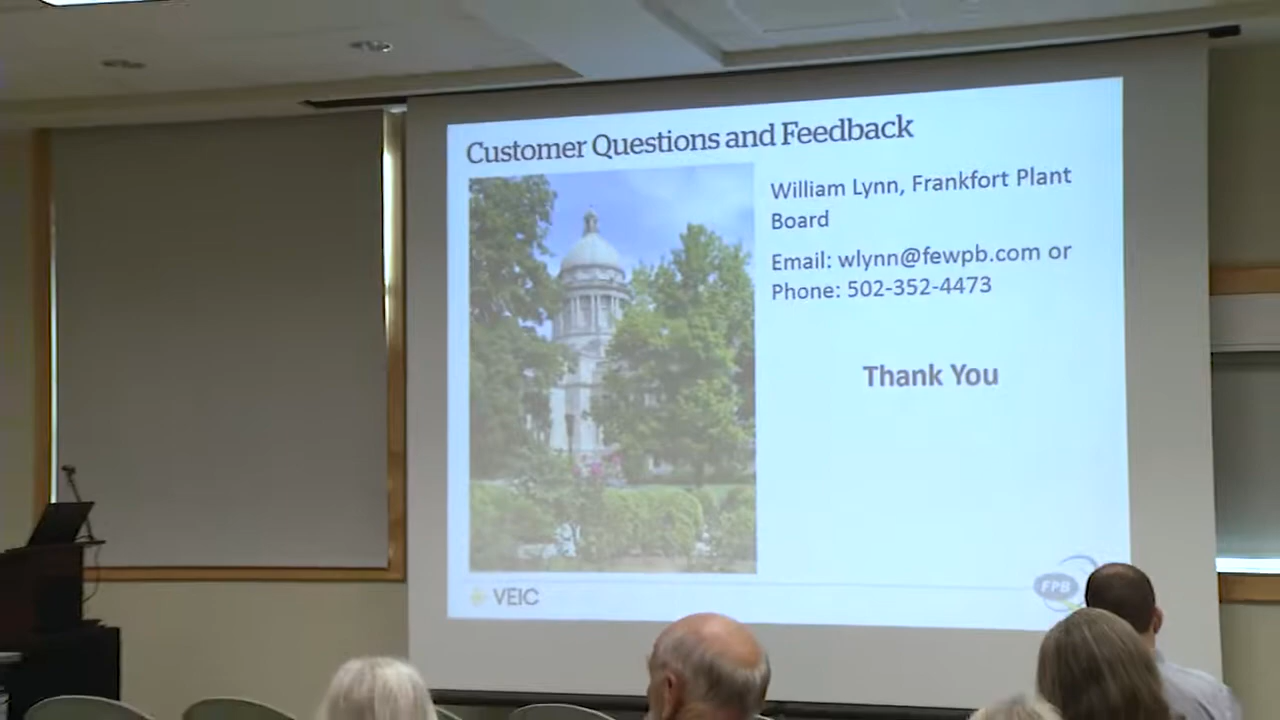 Customer Questions and Feedback
William Lynn, Frankfort Plant
Board
Email: wlynn@fewpb.com or
Phone: 502-352-4473
Thank You
VEIC
FPB